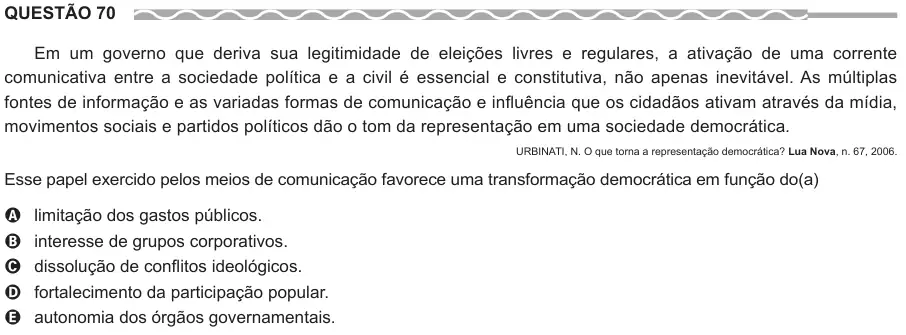 QUESTÃO 70
Em um governo que deriva sua legitimidade de eleições livres e regulares, a ativação de uma corrente
comunicativa entre a sociedade política e a civil é essencial e constitutiva, não apenas inevitável. As múltiplas
fontes de informação e as variadas formas de comunicação e influência que os cidadãos ativam através da mídia,
movimentos sociais e partidos políticos dão o tom da representação em uma sociedade democrática.
URBINATI, N. O que torna a representação democrática? Lua Nova, n. 67, 2006.
Esse papel exercido pelos meios de comunicação favorece uma transformação democrática em função do(a)
A limitação dos gastos públicos.
B interesse de grupos corporativos.
C dissolução de conflitos ideológicos.
D fortalecimento da participação popular.
E autonomia dos órgãos governamentais.